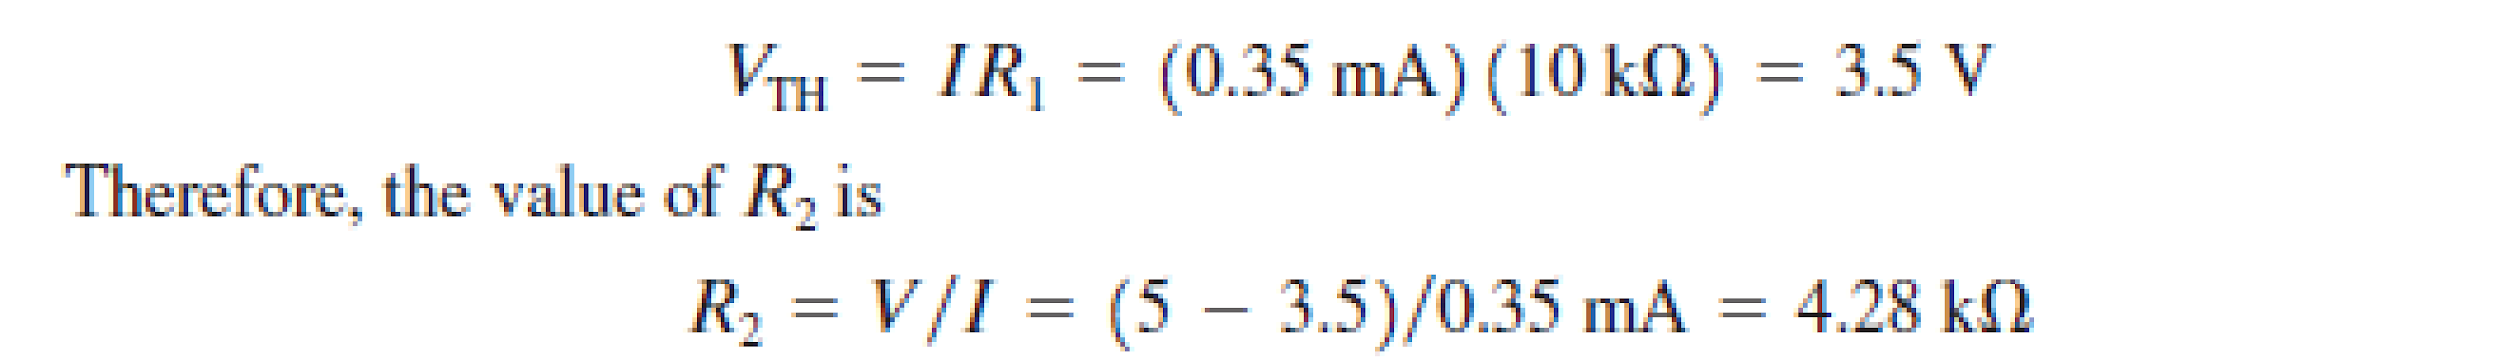 V_TH = IR_1 = (0.35 mA)(10 kΩ) = 3.5 V
Therefore, the value of R_2 is
R_2 = V/I = (5 − 3.5)/0.35 mA = 4.28 kΩ